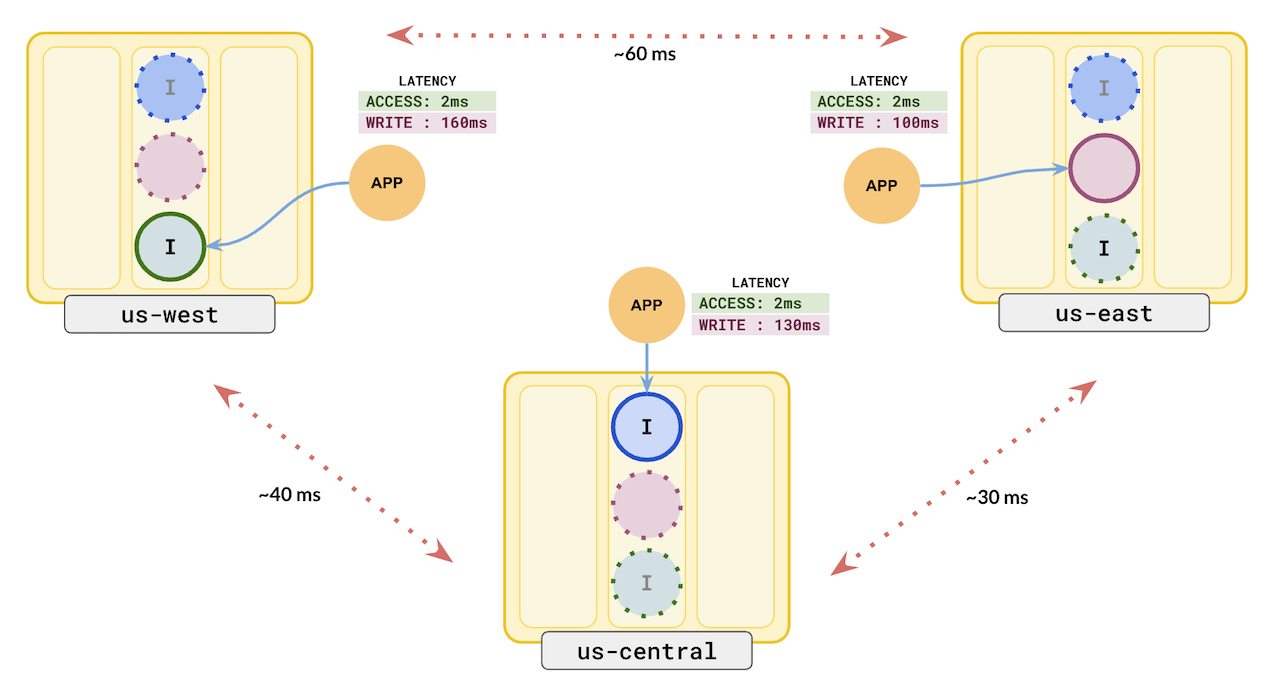 ~60 ms
LATENCY
ACCESS: 2ms
WRITE : 160ms
APP
I
I
us-west
LATENCY
ACCESS: 2ms
WRITE : 100ms
APP
I
I
us-east
LATENCY
ACCESS: 2ms
WRITE : 130ms
APP
I
I
us-central
~40 ms
~30 ms